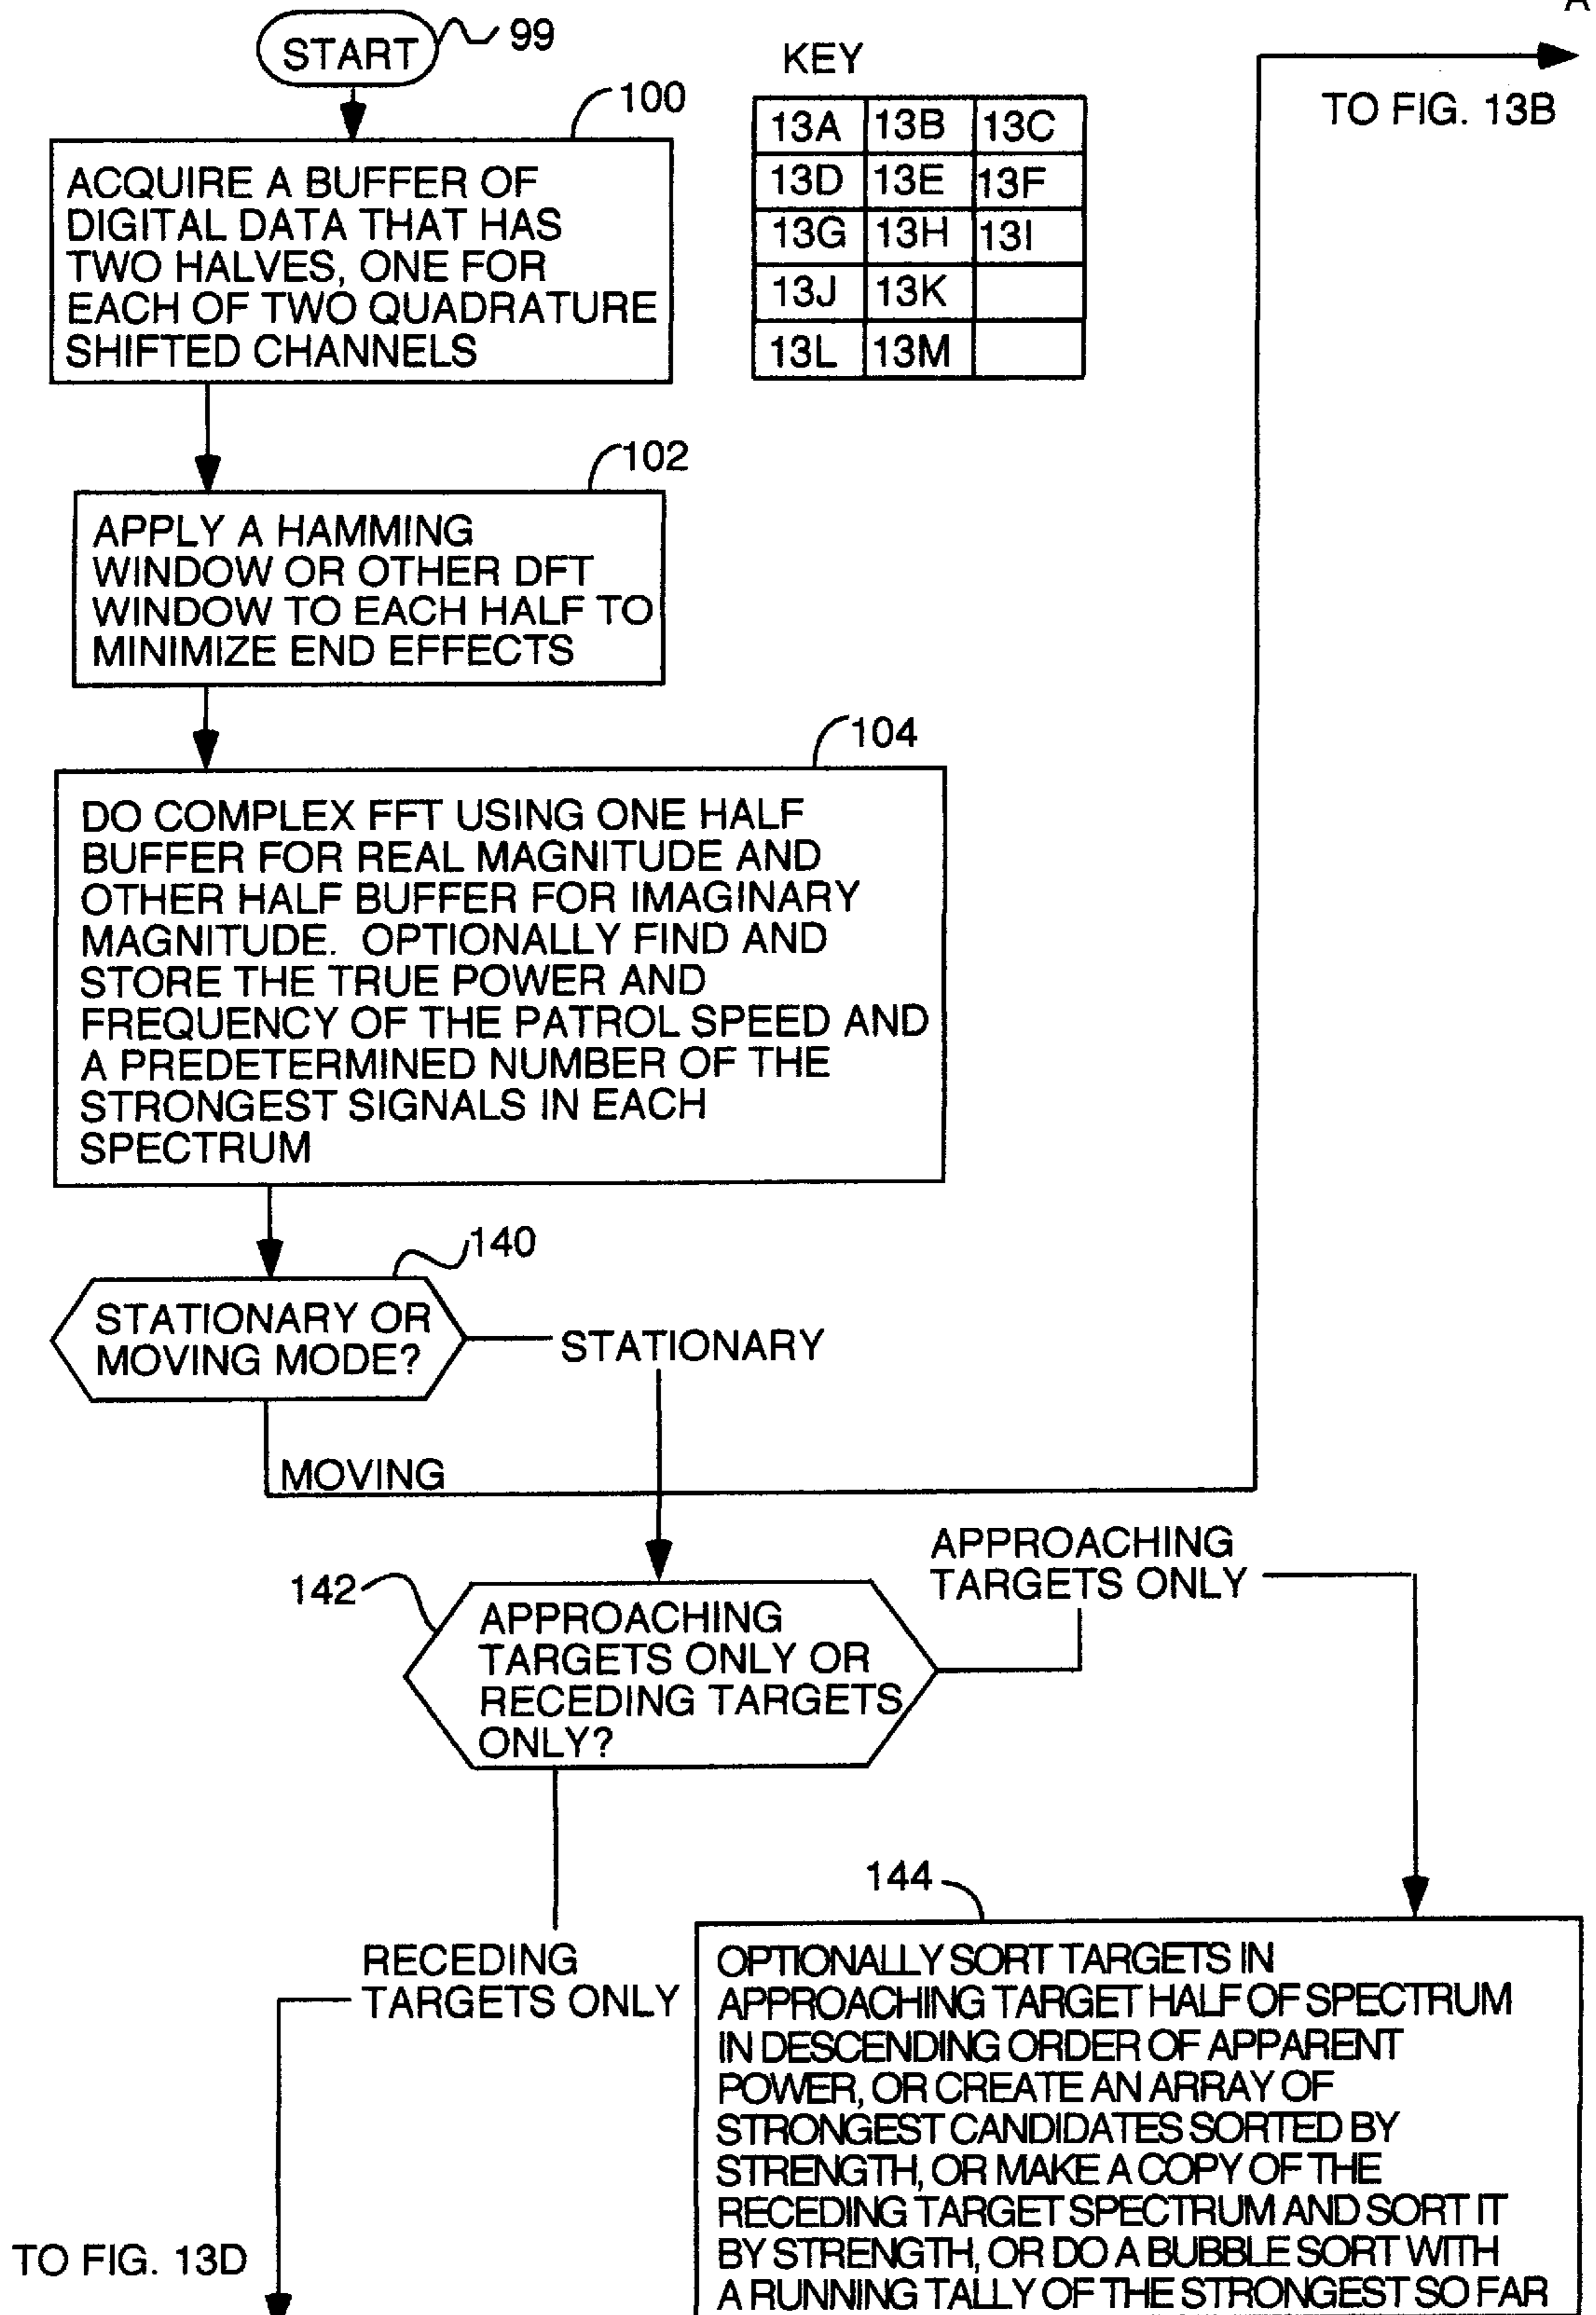 A
START
99
KEY
13A 13B 13C
13D 13E 13F
13G 13H 13I
13J 13K
13L 13M
TO FIG. 13B
100
ACQUIRE A BUFFER OF
DIGITAL DATA THAT HAS
TWO HALVES, ONE FOR
EACH OF TWO QUADRATURE
SHIFTED CHANNELS
102
APPLY A HAMMING
WINDOW OR OTHER DFT
WINDOW TO EACH HALF TO
MINIMIZE END EFFECTS
104
DO COMPLEX FFT USING ONE HALF
BUFFER FOR REAL MAGNITUDE AND
OTHER HALF BUFFER FOR IMAGINARY
MAGNITUDE. OPTIONALLY FIND AND
STORE THE TRUE POWER AND
FREQUENCY OF THE PATROL SPEED AND
A PREDETERMINED NUMBER OF THE
STRONGEST SIGNALS IN EACH
SPECTRUM
140
STATIONARY OR
MOVING MODE?
STATIONARY
MOVING
142
APPROACHING
TARGETS ONLY OR
RECEDING TARGETS
ONLY?
APPROACHING
TARGETS ONLY
RECEDING
TARGETS ONLY
TO FIG. 13D
144
OPTIONALLY SORT TARGETS IN
APPROACHING TARGET HALF OF SPECTRUM
IN DESCENDING ORDER OF APPARENT
POWER, OR CREATE AN ARRAY OF
STRONGEST CANDIDATES SORTED BY
STRENGTH, OR MAKE A COPY OF THE
RECEDING TARGET SPECTRUM AND SORT IT
BY STRENGTH, OR DO A BUBBLE SORT WITH
A RUNNING TALLY OF THE STRONGEST SO FAR